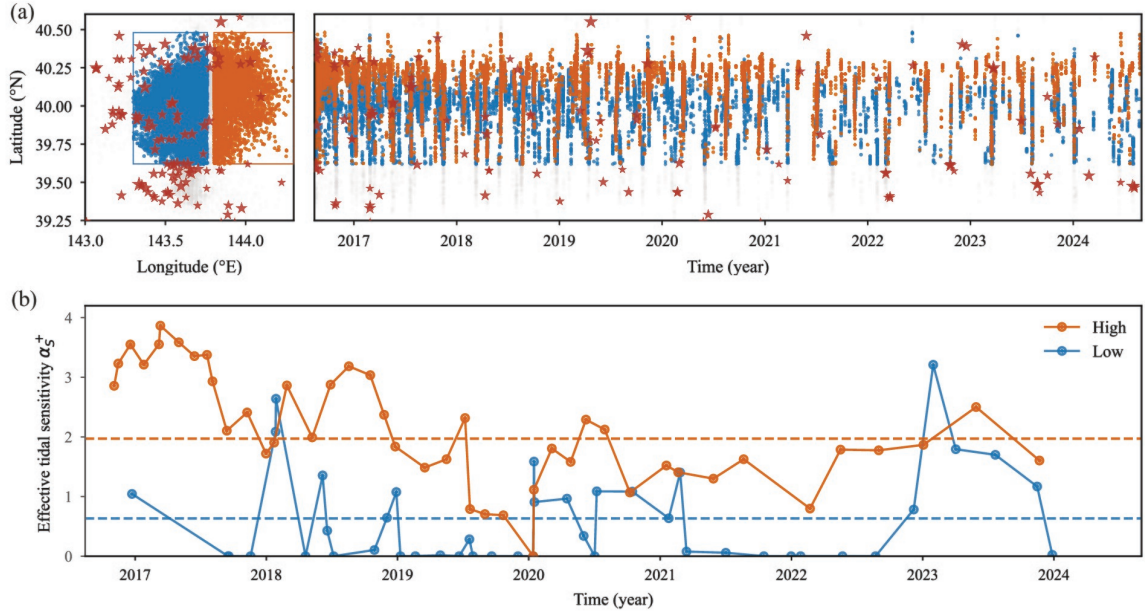 (a)
40.50
40.25
40.00
39.75
39.50
39.25
Latitude (°N)
143.0 143.5 144.0
Longitude (°E)
2017 2018 2019 2020 2021 2022 2023 2024
Time (year)
(b)
4
3
2
1
0
Effective tidal sensitivity αS+
High
Low
2017 2018 2019 2020 2021 2022 2023 2024
Time (year)